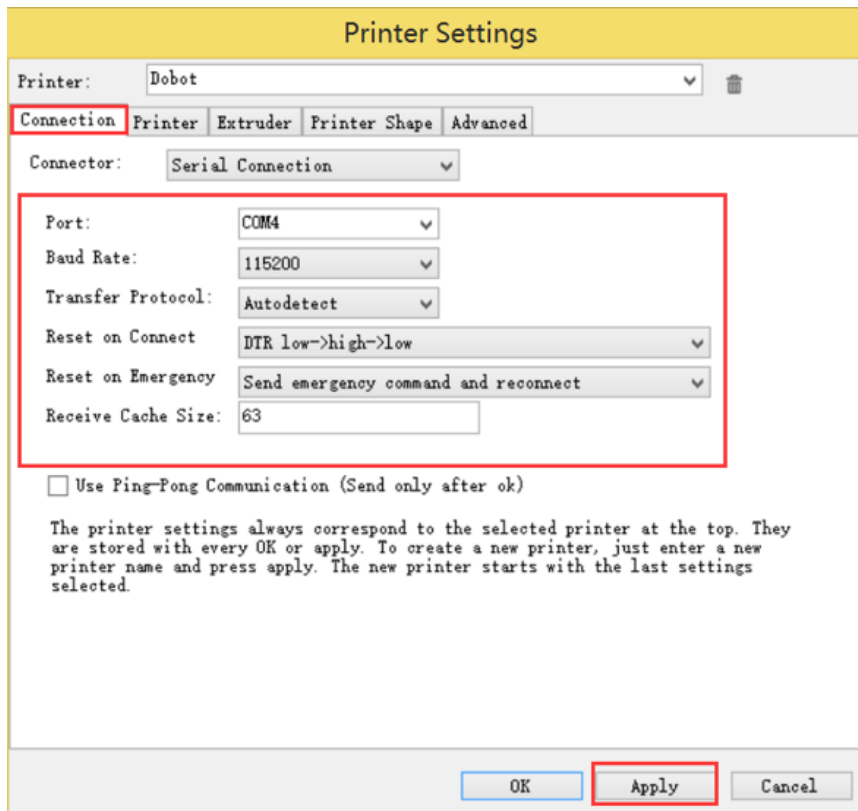 Printer Settings
Printer: Dobot
Connection Printer Extruder Printer Shape Advanced
Connector: Serial Connection
Port: COM4
Baud Rate: 115200
Transfer Protocol: Autodetect
Reset on Connect DTR low->high->low
Reset on Emergency Send emergency command and reconnect
Receive Cache Size: 63
Use Ping-Pong Communication (Send only after ok)
The printer settings always correspond to the selected printer at the top. They
are stored with every OK or apply. To create a new printer, just enter a new
printer name and press apply. The new printer starts with the last settings
selected.
OK Apply Cancel